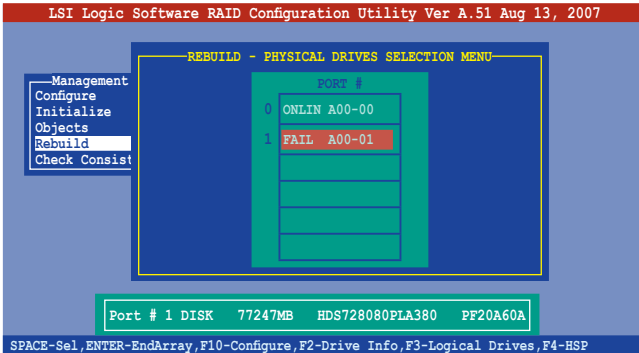 LSI Logic Software RAID Configuration Utility Ver A.51 Aug 13, 2007
REBUILD - PHYSICAL DRIVES SELECTION MENU
Management
Configure
Initialize
Objects
Rebuild
Check Consist
PORT #
0 ONLIN A00-00
1 FAIL A00-01
Port # 1 DISK 77247MB HDS728080PLA380 PF20A60A
SPACE-Sel,ENTER-EndArray,F10-Configure,F2-Drive Info,F3-Logical Drives,F4-HSP